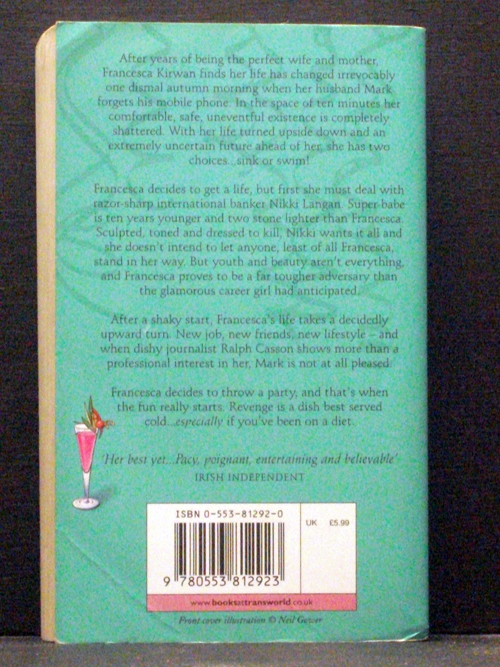 After years of being the perfect wife and mother,
Francesca Kirwan finds her life has changed irrevocably
one dismal autumn morning when her husband Mark
forgets his mobile phone. In the space of ten minutes her
comfortable, safe, uneventful existence is completely
shattered. With her life turned upside down and an
extremely uncertain future ahead of her, she has two
choices...sink or swim!
Francesca decides to get a life, but first she must deal with
razor-sharp international banker Nikki Langan. Super-babe
is ten years younger and two stone lighter than Francesca.
Sculpted, toned and dressed to kill, Nikki wants it all and
she doesn't intend to let anyone, least of all Francesca,
stand in her way. But youth and beauty aren't everything,
and Francesca proves to be a far tougher adversary than
the glamorous career girl had anticipated.
After a shaky start, Francesca's life takes a decidedly
upward turn. New job, new friends, new lifestyle – and
when dishy journalist Ralph Casson shows more than a
professional interest in her, Mark is not at all pleased.
Francesca decides to throw a party, and that's when
the fun really starts. Revenge is a dish best served
cold...especially if you've been on a diet.
'Her best yet...Pacy, poignant, entertaining and believable'
IRISH INDEPENDENT
ISBN 0-553-81292-0
UK £5.99
9 780553 812923
www.booksattransworld.co.uk
Front cover illustration © Neil Gower